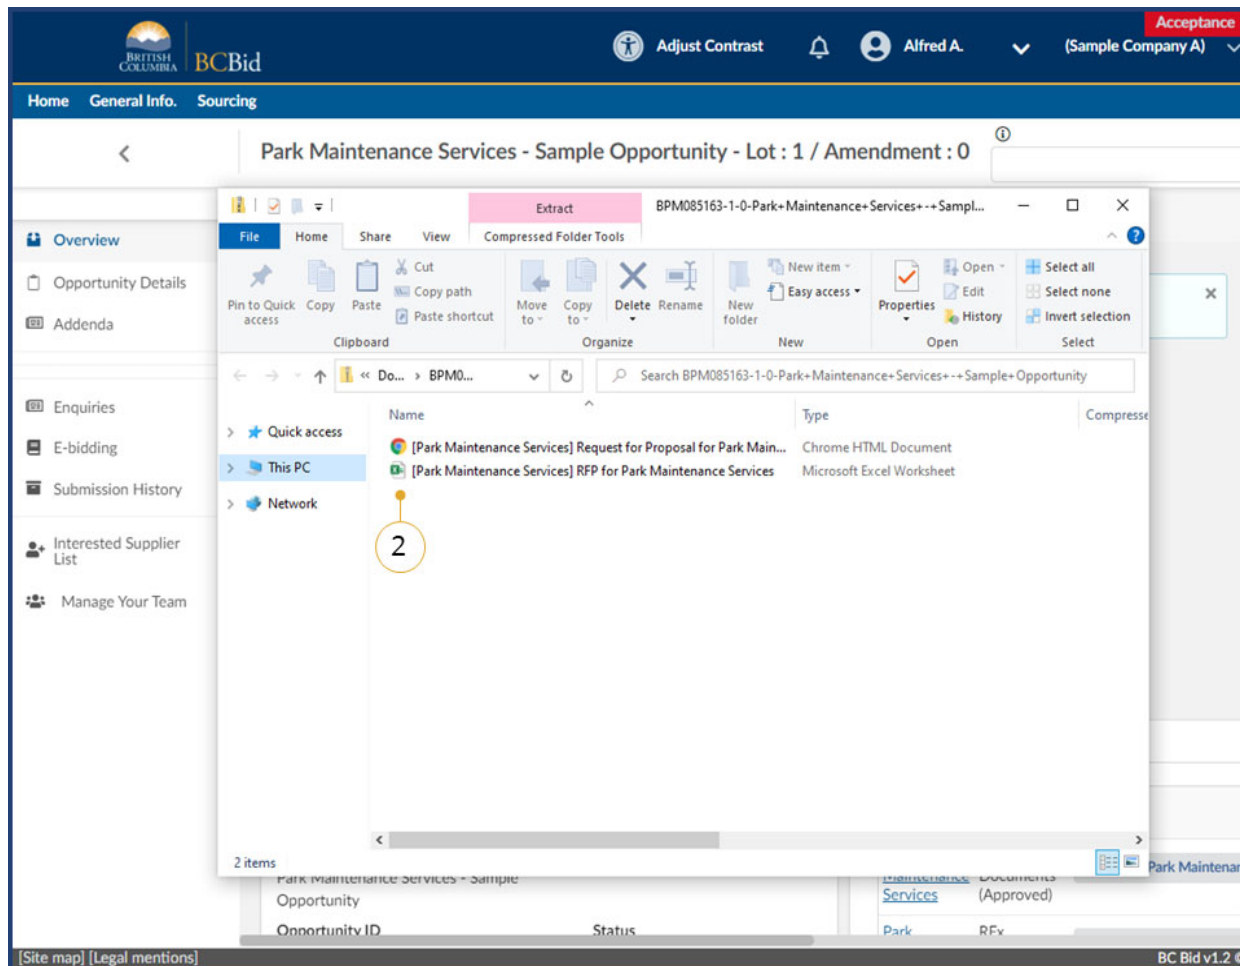 Acceptance
BRITISH COLUMBIA
BCBid
Adjust Contrast
Alfred A.
(Sample Company A)
Home General Info. Sourcing
Park Maintenance Services - Sample Opportunity - Lot : 1 / Amendment : 0
Overview
Opportunity Details
Addenda
Enquiries
E-bidding
Submission History
Interested Supplier
List
Manage Your Team
Extract
BPM085163-1-0-Park+Maintenance+Services+-+Sampl...
File Home Share View Compressed Folder Tools
Pin to Quick access
Copy
Paste
Cut
Copy path
Paste shortcut
Clipboard
Move to
Copy to
Delete
Rename
Organize
New folder
New item
Easy access
New
Properties
Open
Edit
History
Open
Select all
Select none
Invert selection
Select
« Do... › BPM0...
Search BPM085163-1-0-Park+Maintenance+Services+-+Sample+Opportunity
Name Type Compresse
Quick access
This PC
Network
[Park Maintenance Services] Request for Proposal for Park Main... Chrome HTML Document
[Park Maintenance Services] RFP for Park Maintenance Services Microsoft Excel Worksheet
2
2 items
Park Maintenance Services - Sample
Opportunity
Opportunity ID Status
Maintenance Documents
Services (Approved)
Park RFx
Park Maintenan
[Site map] [Legal mentions]
BC Bid v1.2 ©